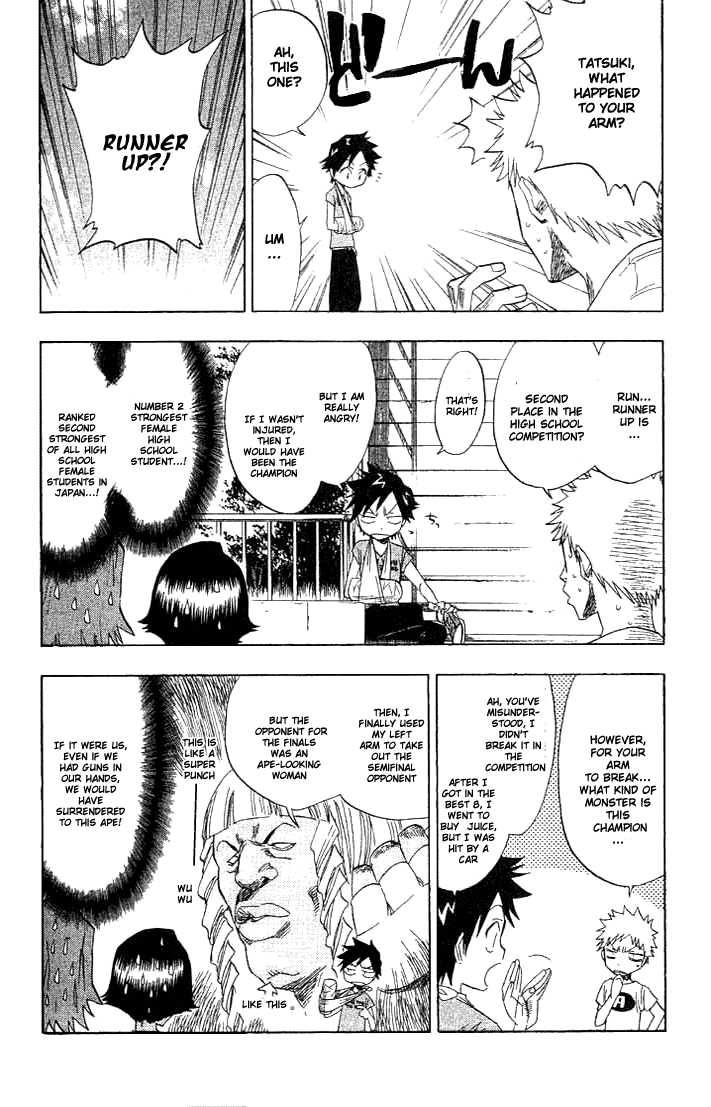 TATSUKI,
WHAT
HAPPENED
TO YOUR
ARM?
どーん
AH,
THIS
ONE?
UM
...
RUNNER
UP?!
RUN...
RUNNER
UP IS
...
SECOND
PLACE IN THE
HIGH SCHOOL
COMPETITION?
THAT'S
RIGHT!
BUT I AM
REALLY
ANGRY!
IF I WASN'T
INJURED,
THEN I
WOULD HAVE
BEEN THE
CHAMPION
NUMBER 2
STRONGEST
FEMALE
HIGH
SCHOOL
STUDENT...!
RANKED
SECOND
STRONGEST
OF ALL HIGH
SCHOOL
FEMALE
STUDENTS IN
JAPAN...!
HOWEVER,
FOR YOUR
ARM
TO BREAK...
WHAT KIND OF
MONSTER IS
THIS
CHAMPION
...
AH, YOU'VE
MISUNDER-
STOOD, I
DIDN'T
BREAK IT IN
THE
COMPETITION
AFTER I
GOT IN THE
BEST 8, I
WENT TO
BUY JUICE,
BUT I WAS
HIT BY A
CAR
THEN, I
FINALLY USED
MY LEFT
ARM TO TAKE
OUT THE
SEMIFINAL
OPPONENT
BUT THE
OPPONENT FOR
THE FINALS
WAS AN
APE-LOOKING
WOMAN
THIS IS
LIKE A
SUPER
PUNCH
WU
WU
LIKE THIS
A
IF IT WERE US,
EVEN IF WE
HAD GUNS IN
OUR HANDS,
WE WOULD
HAVE
SURRENDERED
TO THIS APE!